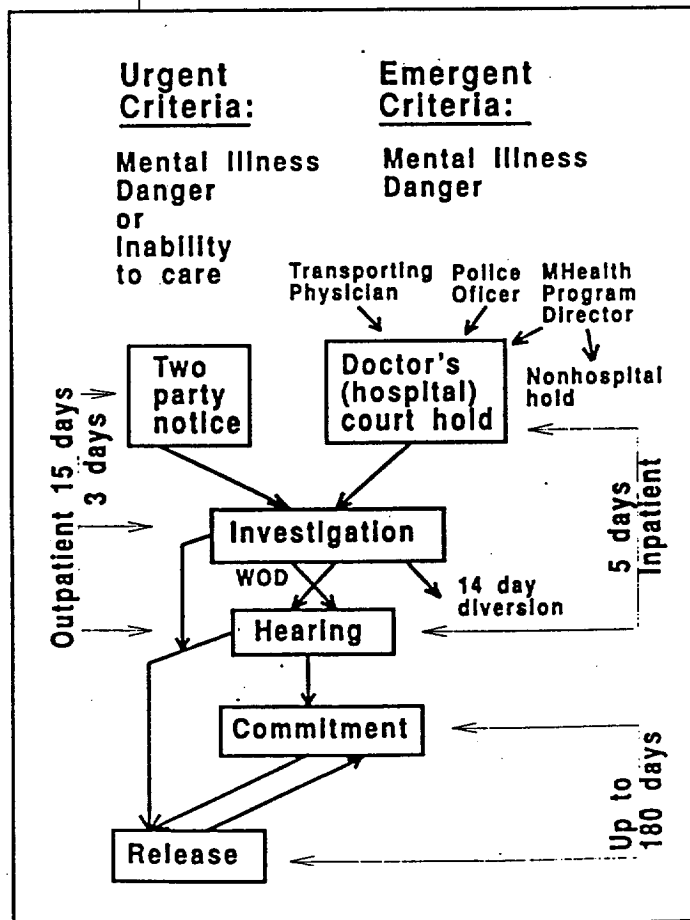 Urgent
Criteria:
Mental Illness
Danger
or
Inability
to care
Emergent
Criteria:
Mental Illness
Danger
Transporting
Physician
Police
Oficer
MHealth
Program
Director
Two
party
notice
Doctor's
(hospital)
court hold
Nonhospital
hold
Outpatient 15 days
3 days
Investigation
WOD
14 day
diversion
5 days
Inpatient
Hearing
Commitment
Up to
180 days
Release